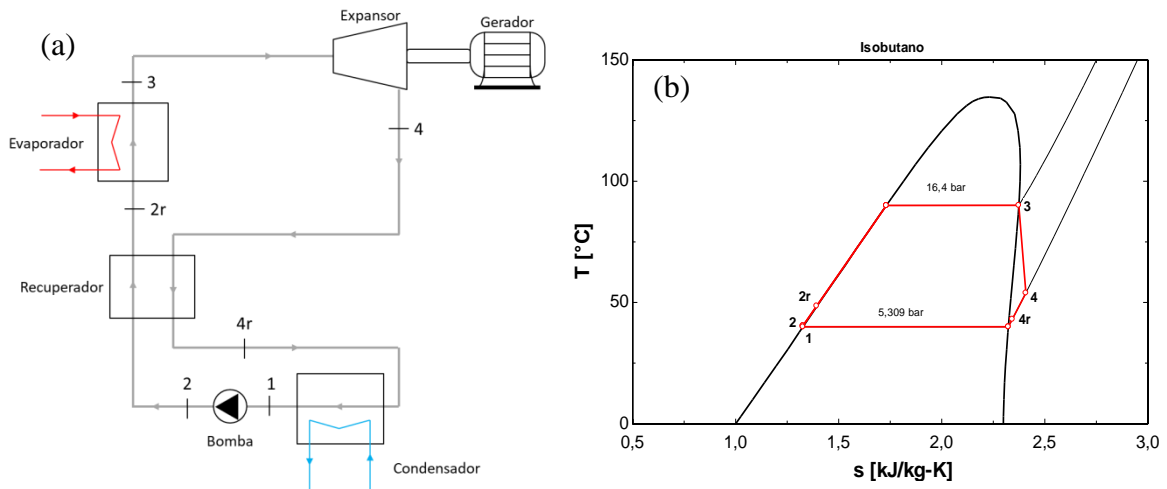 (a)
Expansor
Gerador
3
4
Evaporador
2r
Recuperador
4r
2
1
Bomba
Condensador
(b)
Isobutano
150
100
50
0
T [°C]
16,4 bar
3
2r
4
5,309 bar
4r
2
1
0,5
1,0
1,5
2,0
2,5
3,0
s [kJ/kg-K]